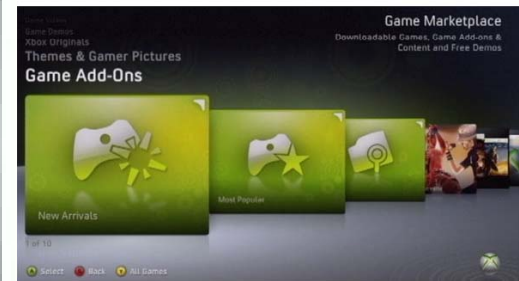 Game Demos
Xbox Originals
Themes & Gamer Pictures
Game Add-Ons
Game Marketplace
Downloadable Games, Game Add-ons &
Content and Free Demos
New Arrivals
Most Popular
1 of 10
A Select B Back Y All Games